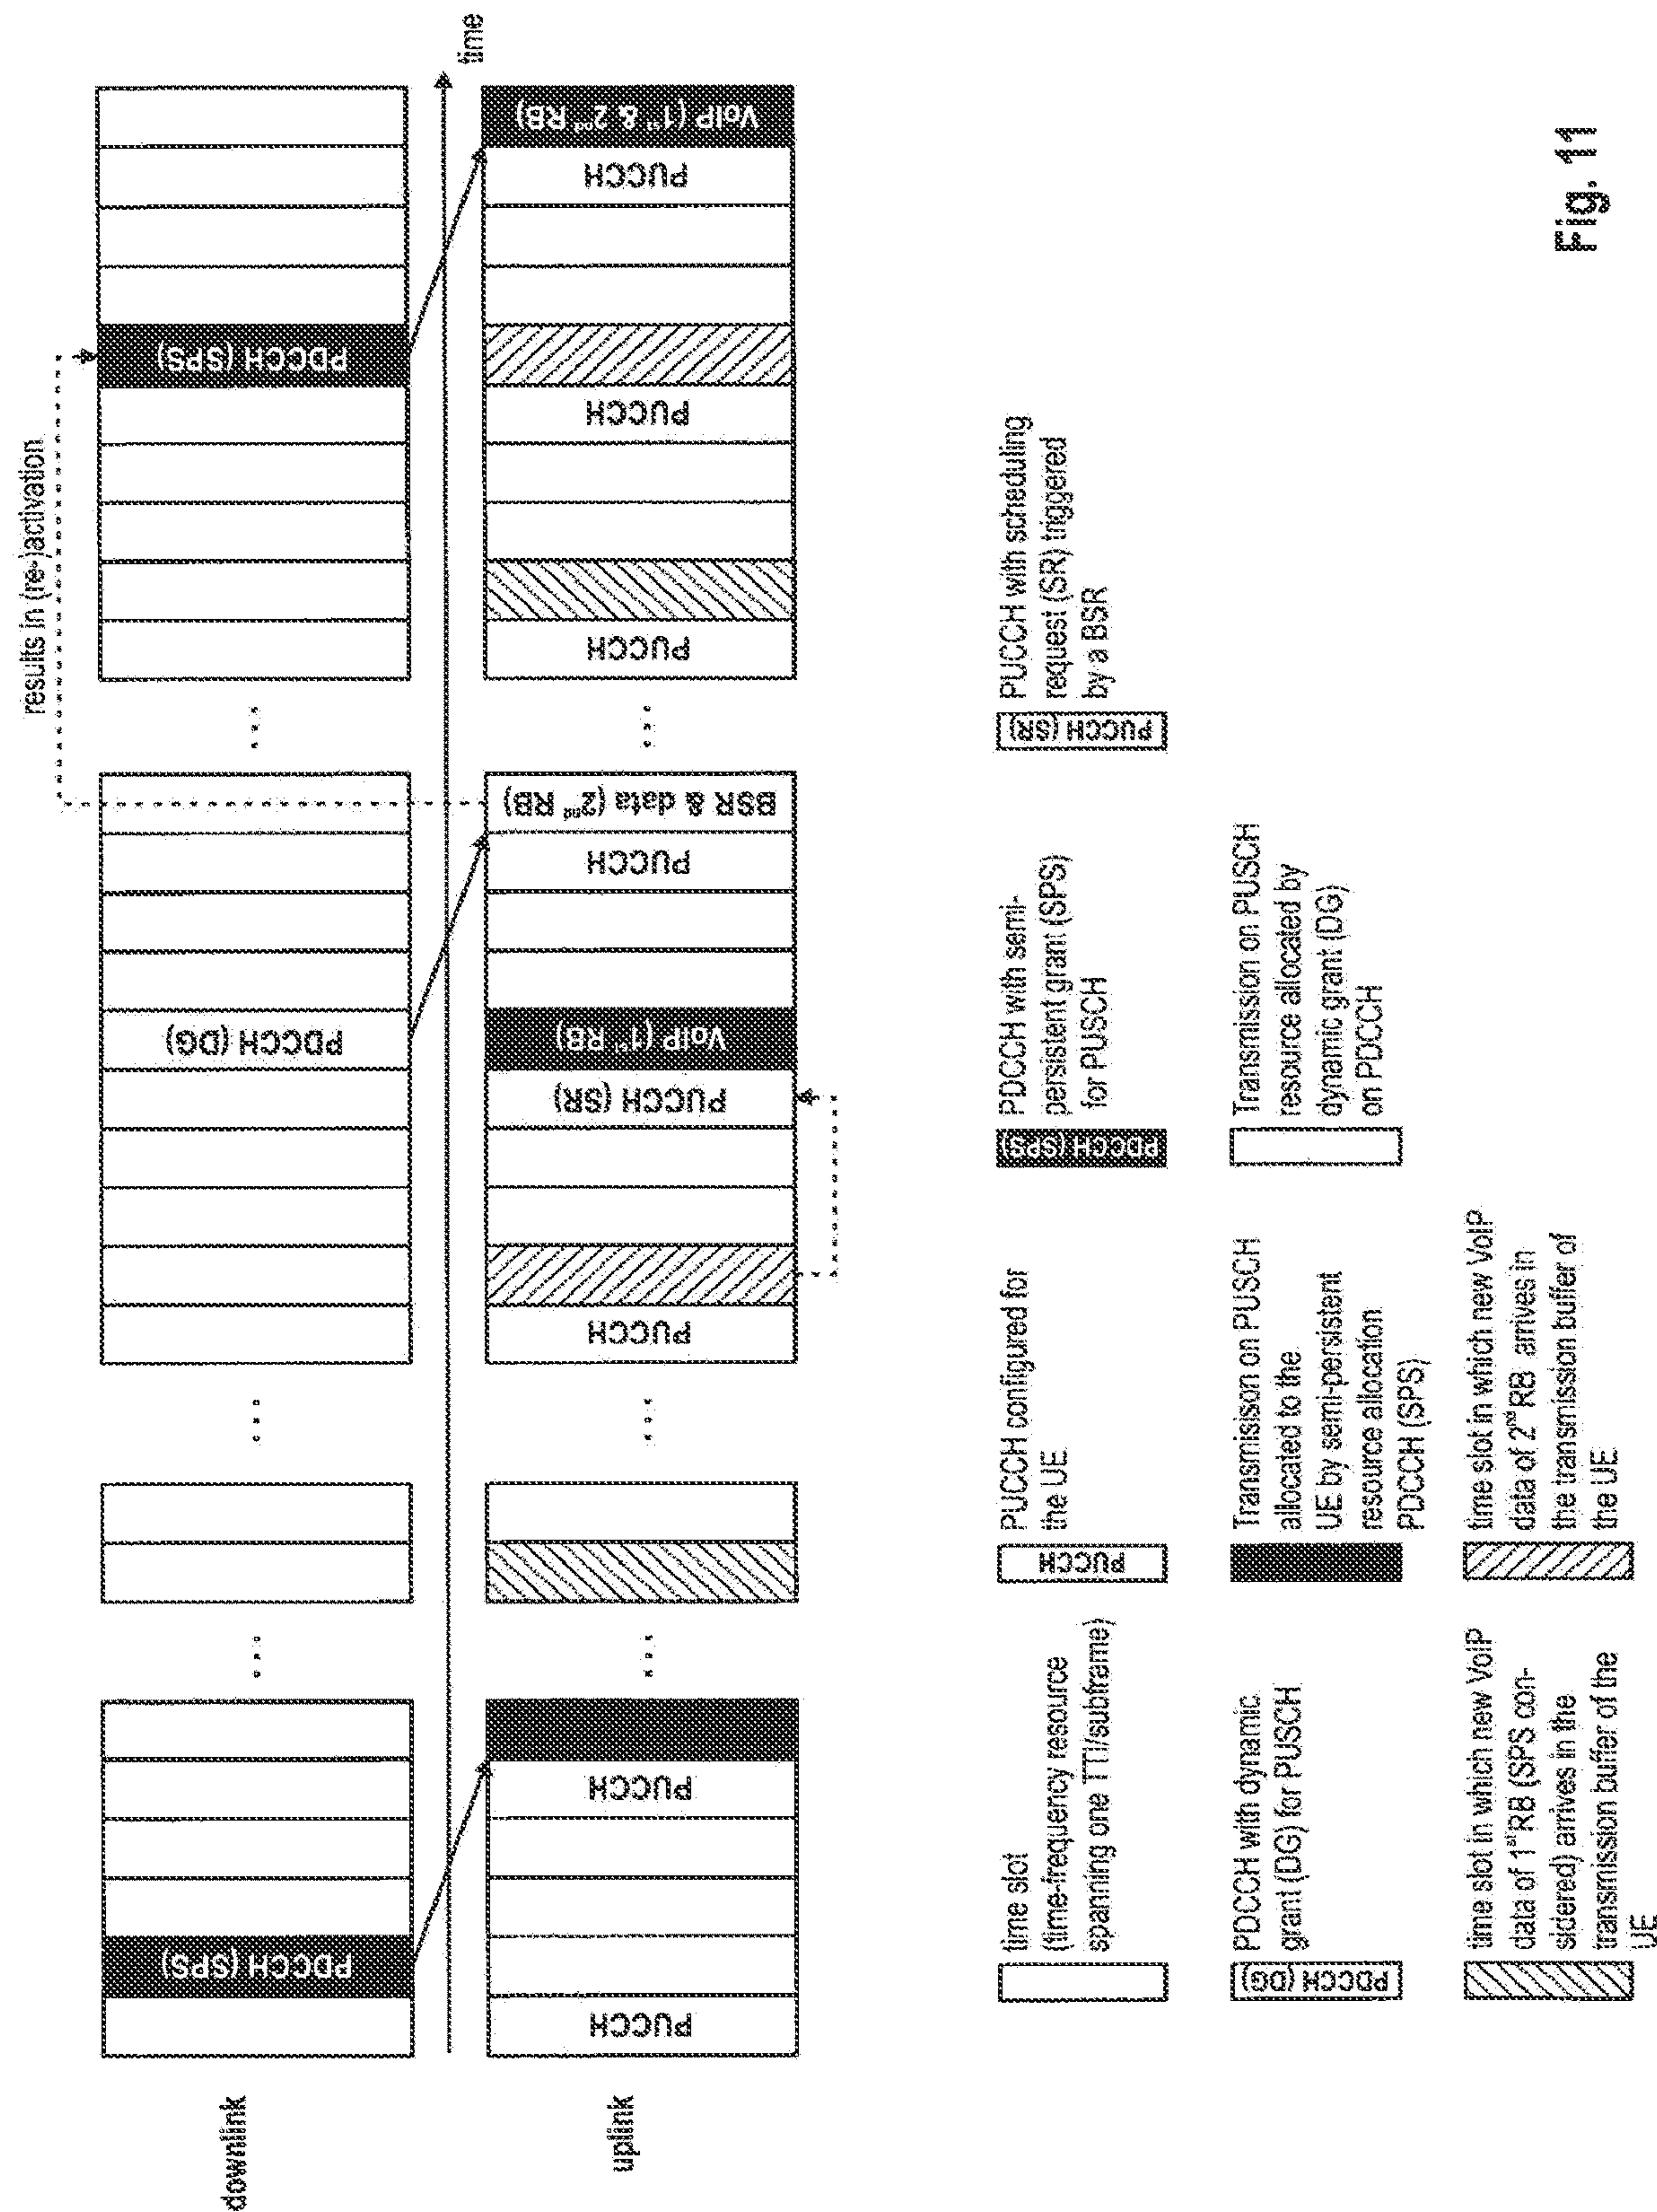 results in (re-)activation
downlink
PDCCH (SPS)
PDCCH (DG)
PDCCH (SPS)
time
uplink
PUCCH
PUCCH
PUCCH
PUCCH (SR)
VoIP (1st RB)
PUCCH
BSR & data (2nd RB)
PUCCH
PUCCH
PUCCH
VoIP (1st & 2nd RB)
time slot
(time-frequency resource
spanning one TTI/subframe)
PUCCH
PUCCH configured for
the UE
PDCCH (SPS)
PDCCH with semi-
persistent grant (SPS)
for PUSCH
PUCCH (SR)
PUCCH with scheduling
request (SR) triggered
by a BSR
PDCCH (DG)
PDCCH with dynamic
grant (DG) for PUSCH
Transmisison on PUSCH
allocated to the
UE by semi-persistent
resource allocation
PDCCH (SPS)
Transmission on PUSCH
resource allocated by
dynamic grant (DG)
on PDCCH
time slot in which new VoIP
data of 1st RB (SPS con-
sidered) arrives in the
transmission buffer of the
UE
time slot in which new VoIP
data of 2nd RB arrives in
the transmission buffer of
the UE
Fig. 11